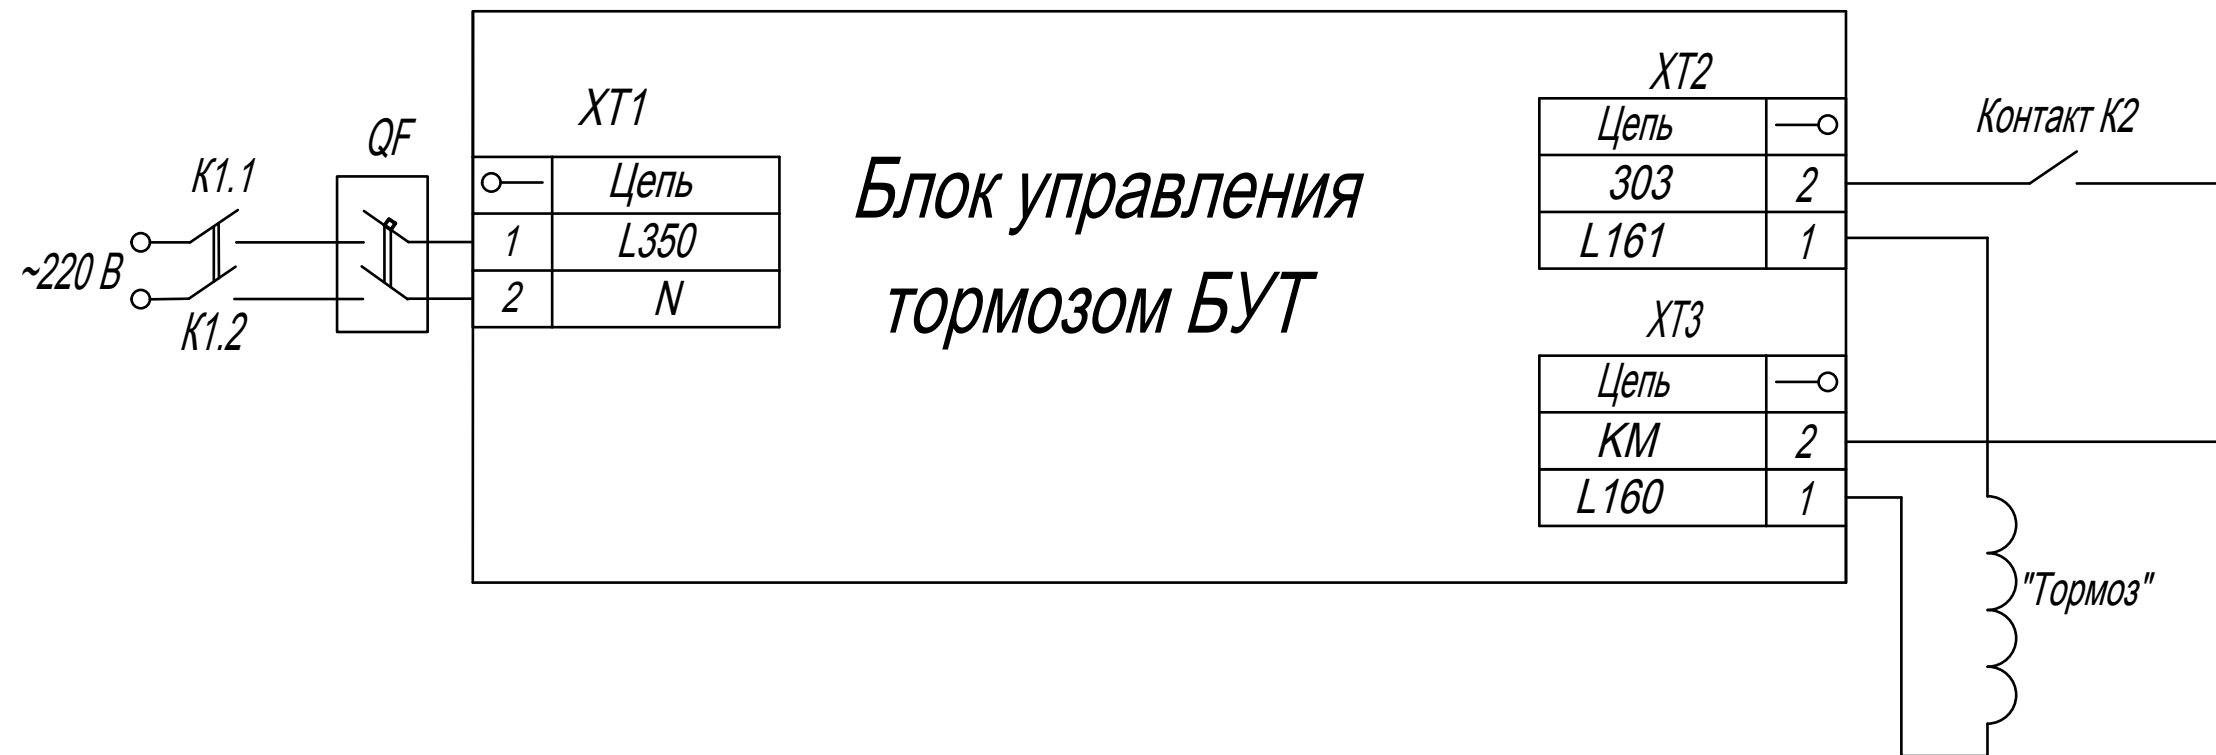 ~220 В
К1.1
К1.2
QF
XT1
Цепь
1 L350
2 N
Блок управления
тормозом БУТ
XT2
Цепь
303 2
L161 1
XT3
Цепь
KM 2
L160 1
Контакт К2
"Тормоз"